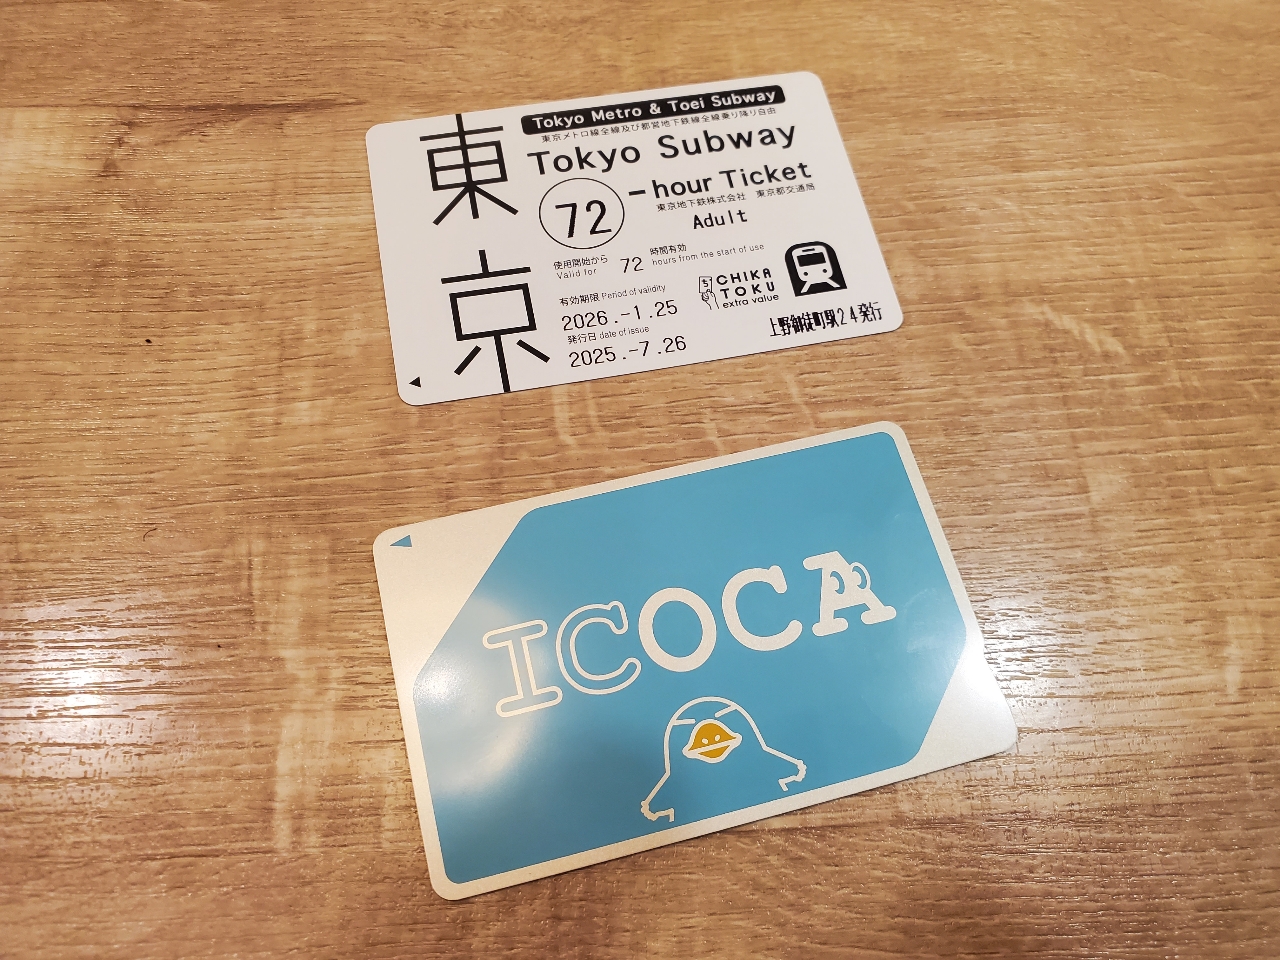 東京
Tokyo Metro & Toei Subway
東京メトロ線全線及び都営地下鉄線全線乗り降り自由
Tokyo Subway
72-hour Ticket
東京地下鉄株式会社 東京都交通局
Adult
使用開始から 72 時間有効
Valid for hours from the start of use
有効期限 Period of validity
2026.-1.25
発行日 date of issue
2025.-7.26
CHIKA
TOKU
extra value
上野御徒町駅24発行
ICOCA